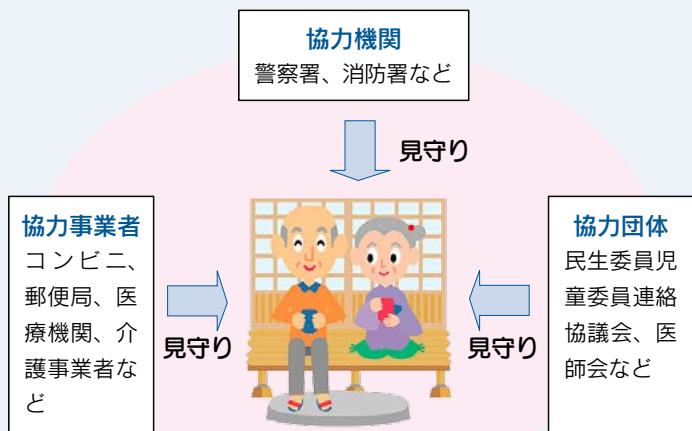 協力機関
警察署、消防署など
見守り
協力事業者
コンビニ、
郵便局、医
療機関、介
護事業者な
ど
見守り
見守り
協力団体
民生委員児
童委員連絡
協議会、医
師会など